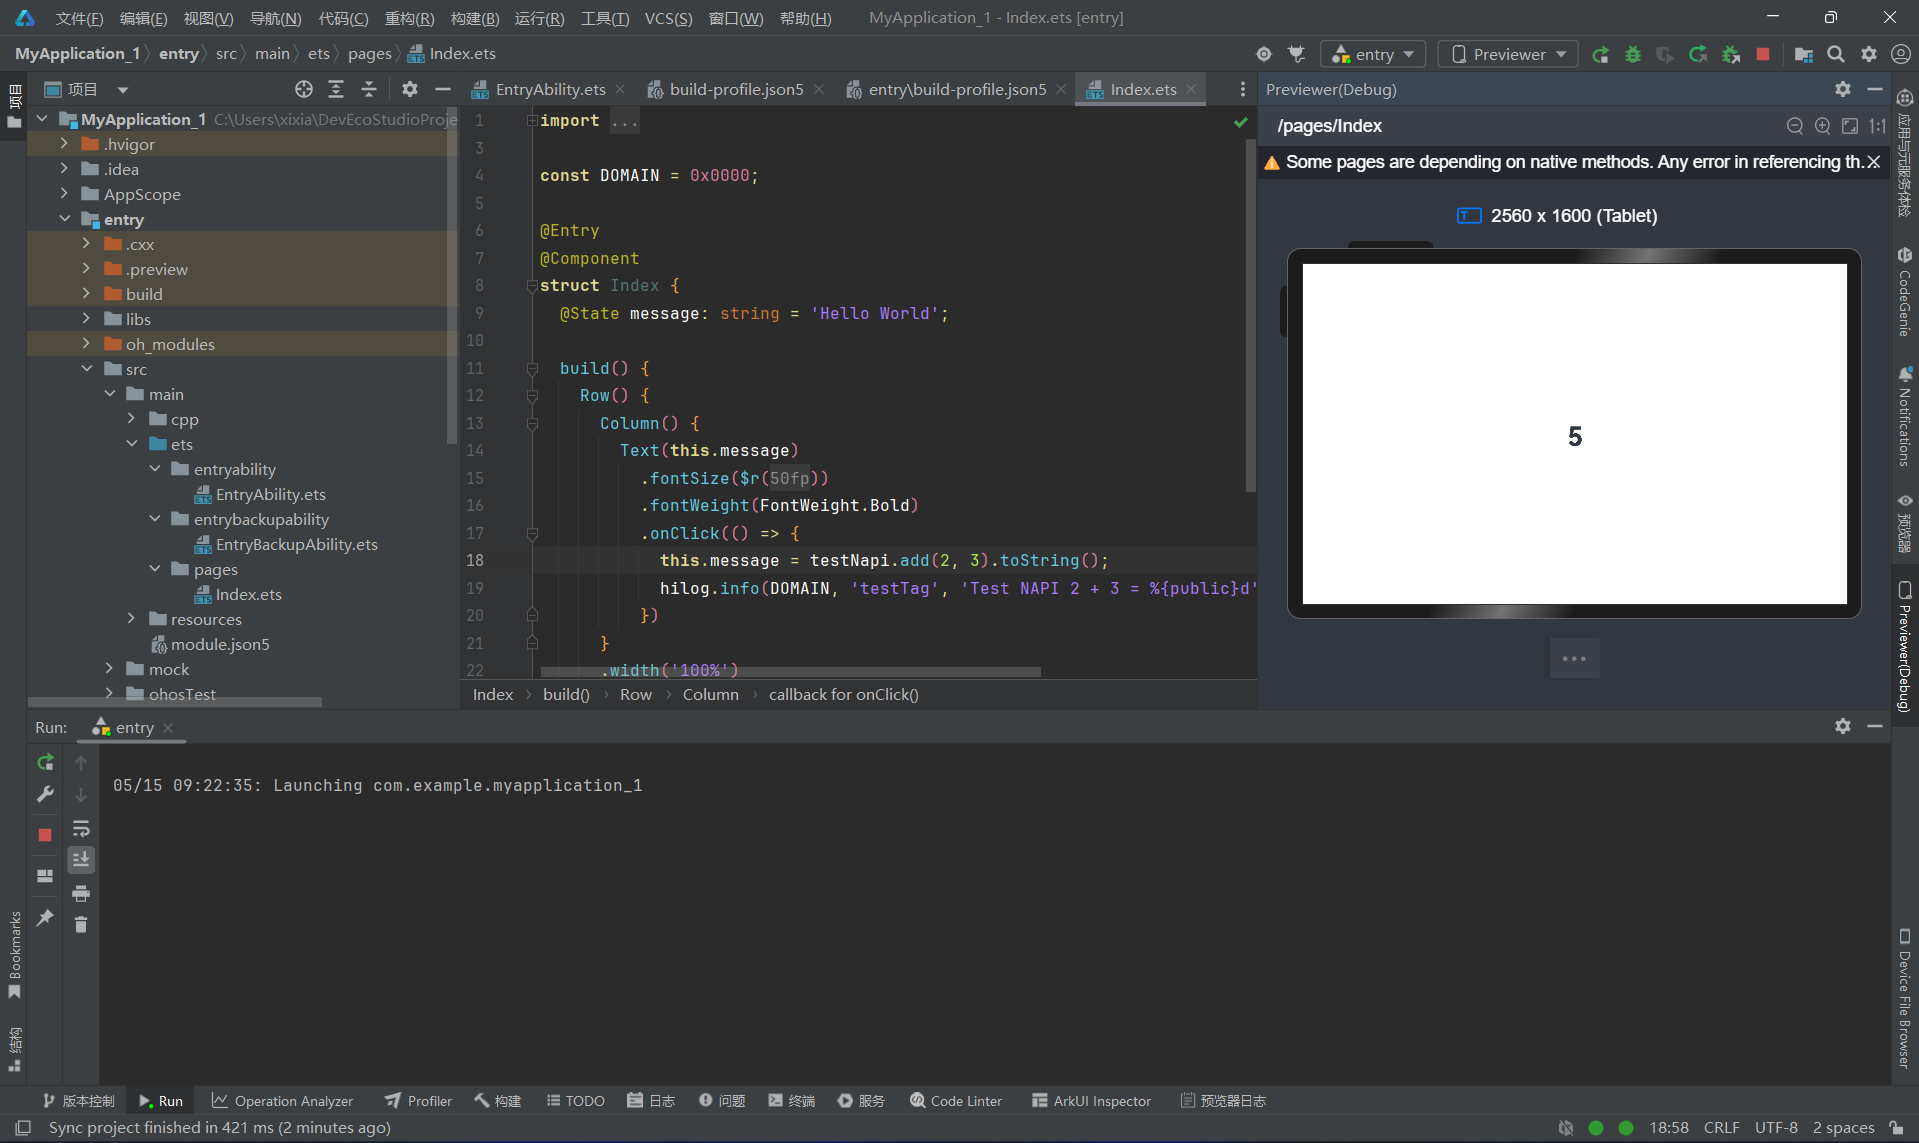 文件(F) 编辑(E) 视图(V) 导航(N) 代码(C) 重构(R) 构建(B) 运行(R) 工具(T) VCS(S) 窗口(W) 帮助(H) MyApplication_1 - Index.ets [entry]
MyApplication_1 entry src main ets pages Index.ets entry Previewer
项目
EntryAbility.ets build-profile.json5 entry\build-profile.json5 Index.ets
Previewer(Debug)
项目
MyApplication_1 C:\Users\xixia\DevEcoStudioProje
.hvigor
.idea
AppScope
entry
.cxx
.preview
build
libs
oh_modules
src
main
cpp
ets
entryability
EntryAbility.ets
entrybackupability
EntryBackupAbility.ets
pages
Index.ets
resources
module.json5
mock
ohosTest
1 import ...
3
4 const DOMAIN = 0x0000;
5
6 @Entry
7 @Component
8 struct Index {
9 @State message: string = 'Hello World';
10
11 build() {
12 Row() {
13 Column() {
14 Text(this.message)
15 .fontSize($r(50fp))
16 .fontWeight(FontWeight.Bold)
17 .onClick(() => {
18 this.message = testNapi.add(2, 3).toString();
19 hilog.info(DOMAIN, 'testTag', 'Test NAPI 2 + 3 = %{public}d'
20 })
21 }
22 .width('100%')
Index build() Row Column callback for onClick()
/pages/Index 1:1
Some pages are depending on native methods. Any error in referencing th..
2560 x 1600 (Tablet)
5
应用与元服务体检
CodeGenie
Notifications
预览器
Previewer(Debug)
Device File Browser
Run: entry
05/15 09:22:35: Launching com.example.myapplication_1
Bookmarks
结构
版本控制 Run Operation Analyzer Profiler 构建 TODO 日志 问题 终端 服务 Code Linter ArkUI Inspector 预览器日志
Sync project finished in 421 ms (2 minutes ago) 18:58 CRLF UTF-8 2 spaces